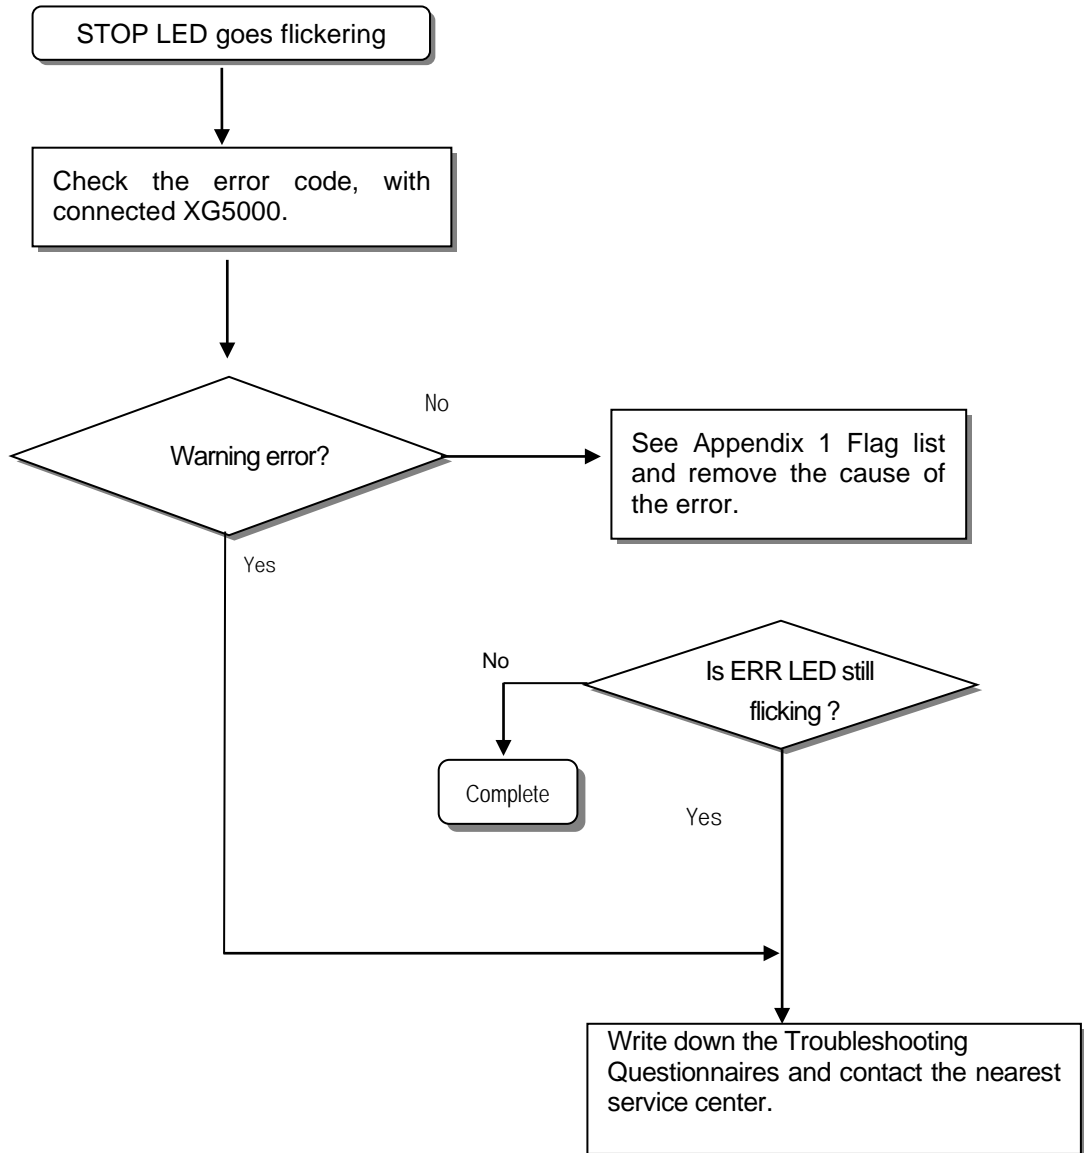 STOP LED goes flickering
Check the error code, with
connected XG5000.
Warning error?
No
See Appendix 1 Flag list
and remove the cause of
the error.
Yes
Is ERR LED still
flicking ?
No
Complete
Yes
Write down the Troubleshooting
Questionnaires and contact the nearest
service center.